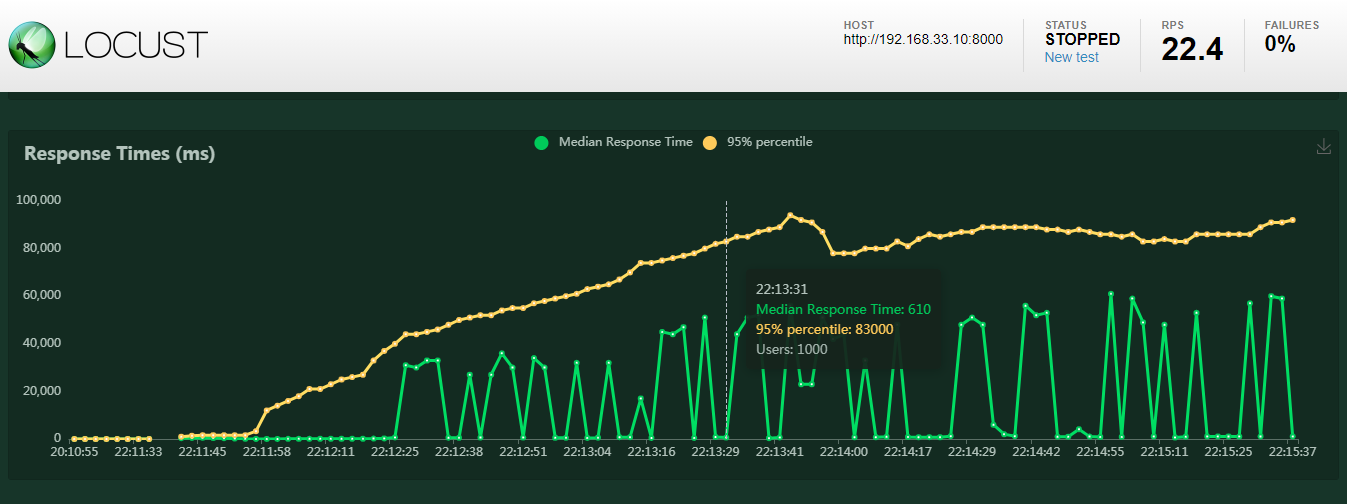 LOCUST
HOST
http://192.168.33.10:8000
STATUS
STOPPED
New test
RPS
22.4
FAILURES
0%
Response Times (ms)
Median Response Time
95% percentile
100,000
80,000
60,000
40,000
20,000
0
22:13:31
Median Response Time: 610
95% percentile: 83000
Users: 1000
20:10:55 22:11:33 22:11:45 22:11:58 22:12:11 22:12:25 22:12:38 22:12:51 22:13:04 22:13:16 22:13:29 22:13:41 22:14:00 22:14:17 22:14:29 22:14:42 22:14:55 22:15:11 22:15:25 22:15:37